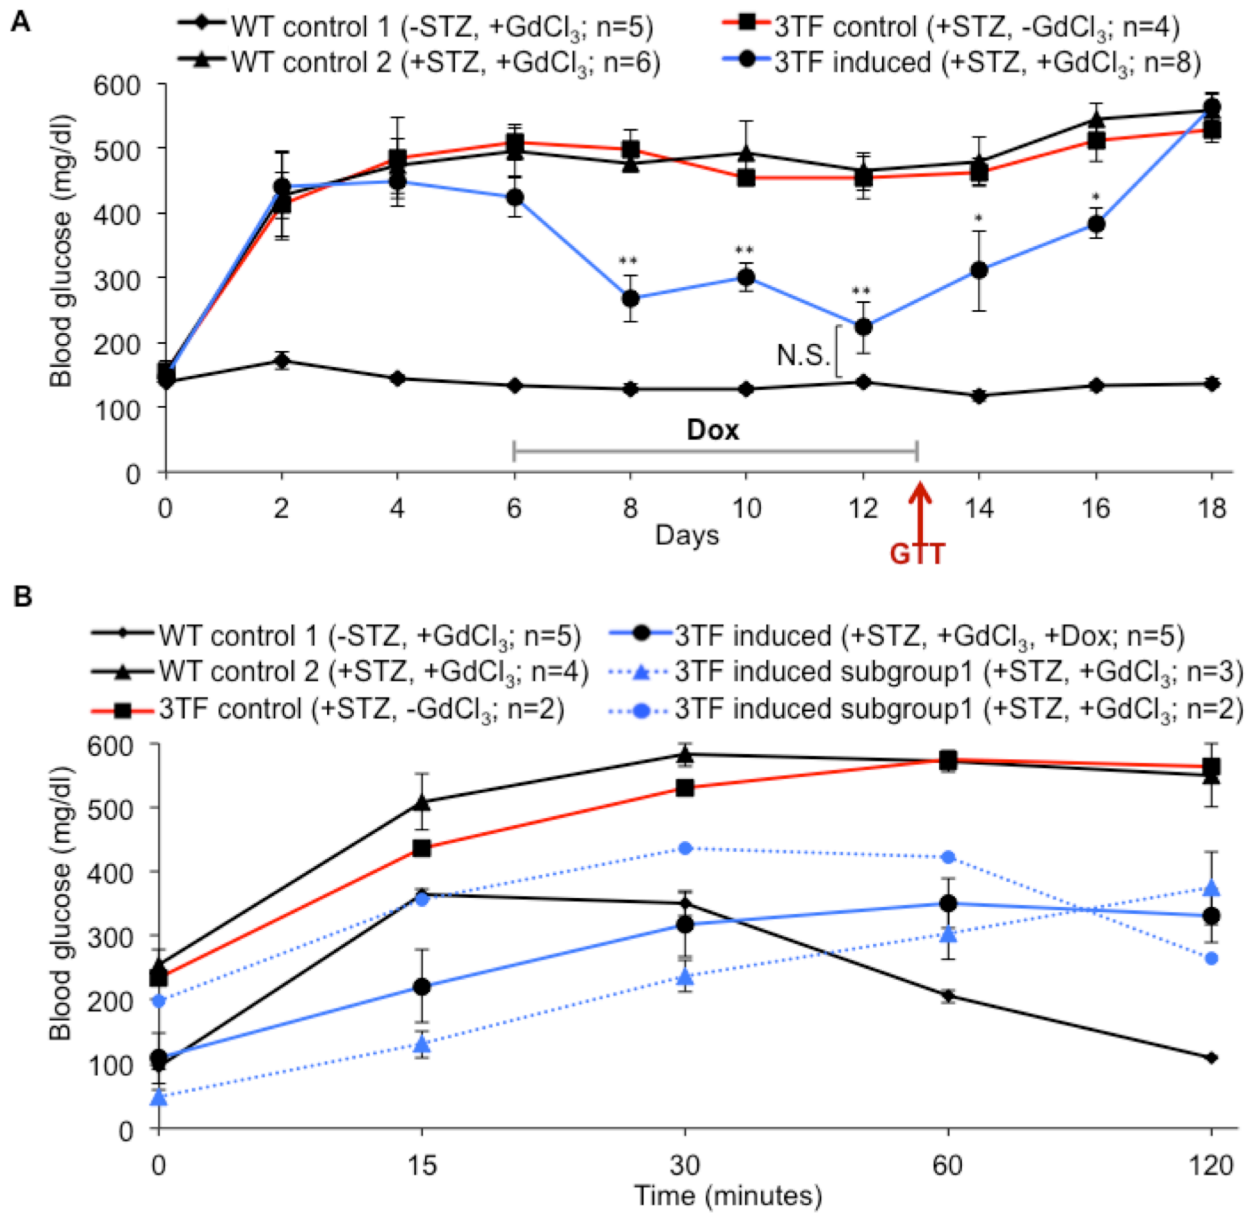 A
WT control 1 (-STZ, +GdCl₃; n=5)
3TF control (+STZ, -GdCl₃; n=4)
WT control 2 (+STZ, +GdCl₃; n=6)
3TF induced (+STZ, +GdCl₃; n=8)
Blood glucose (mg/dl)
600
500
400
300
200
100
0
**
**
**
*
*
N.S.
Dox
0 2 4 6 8 10 12 14 16 18
Days
GTT
B
WT control 1 (-STZ, +GdCl₃; n=5)
3TF induced (+STZ, +GdCl₃, +Dox; n=5)
WT control 2 (+STZ, +GdCl₃; n=4)
3TF induced subgroup1 (+STZ, +GdCl₃; n=3)
3TF control (+STZ, -GdCl₃; n=2)
3TF induced subgroup1 (+STZ, +GdCl₃; n=2)
Blood glucose (mg/dl)
600
500
400
300
200
100
0
0 15 30 60 120
Time (minutes)